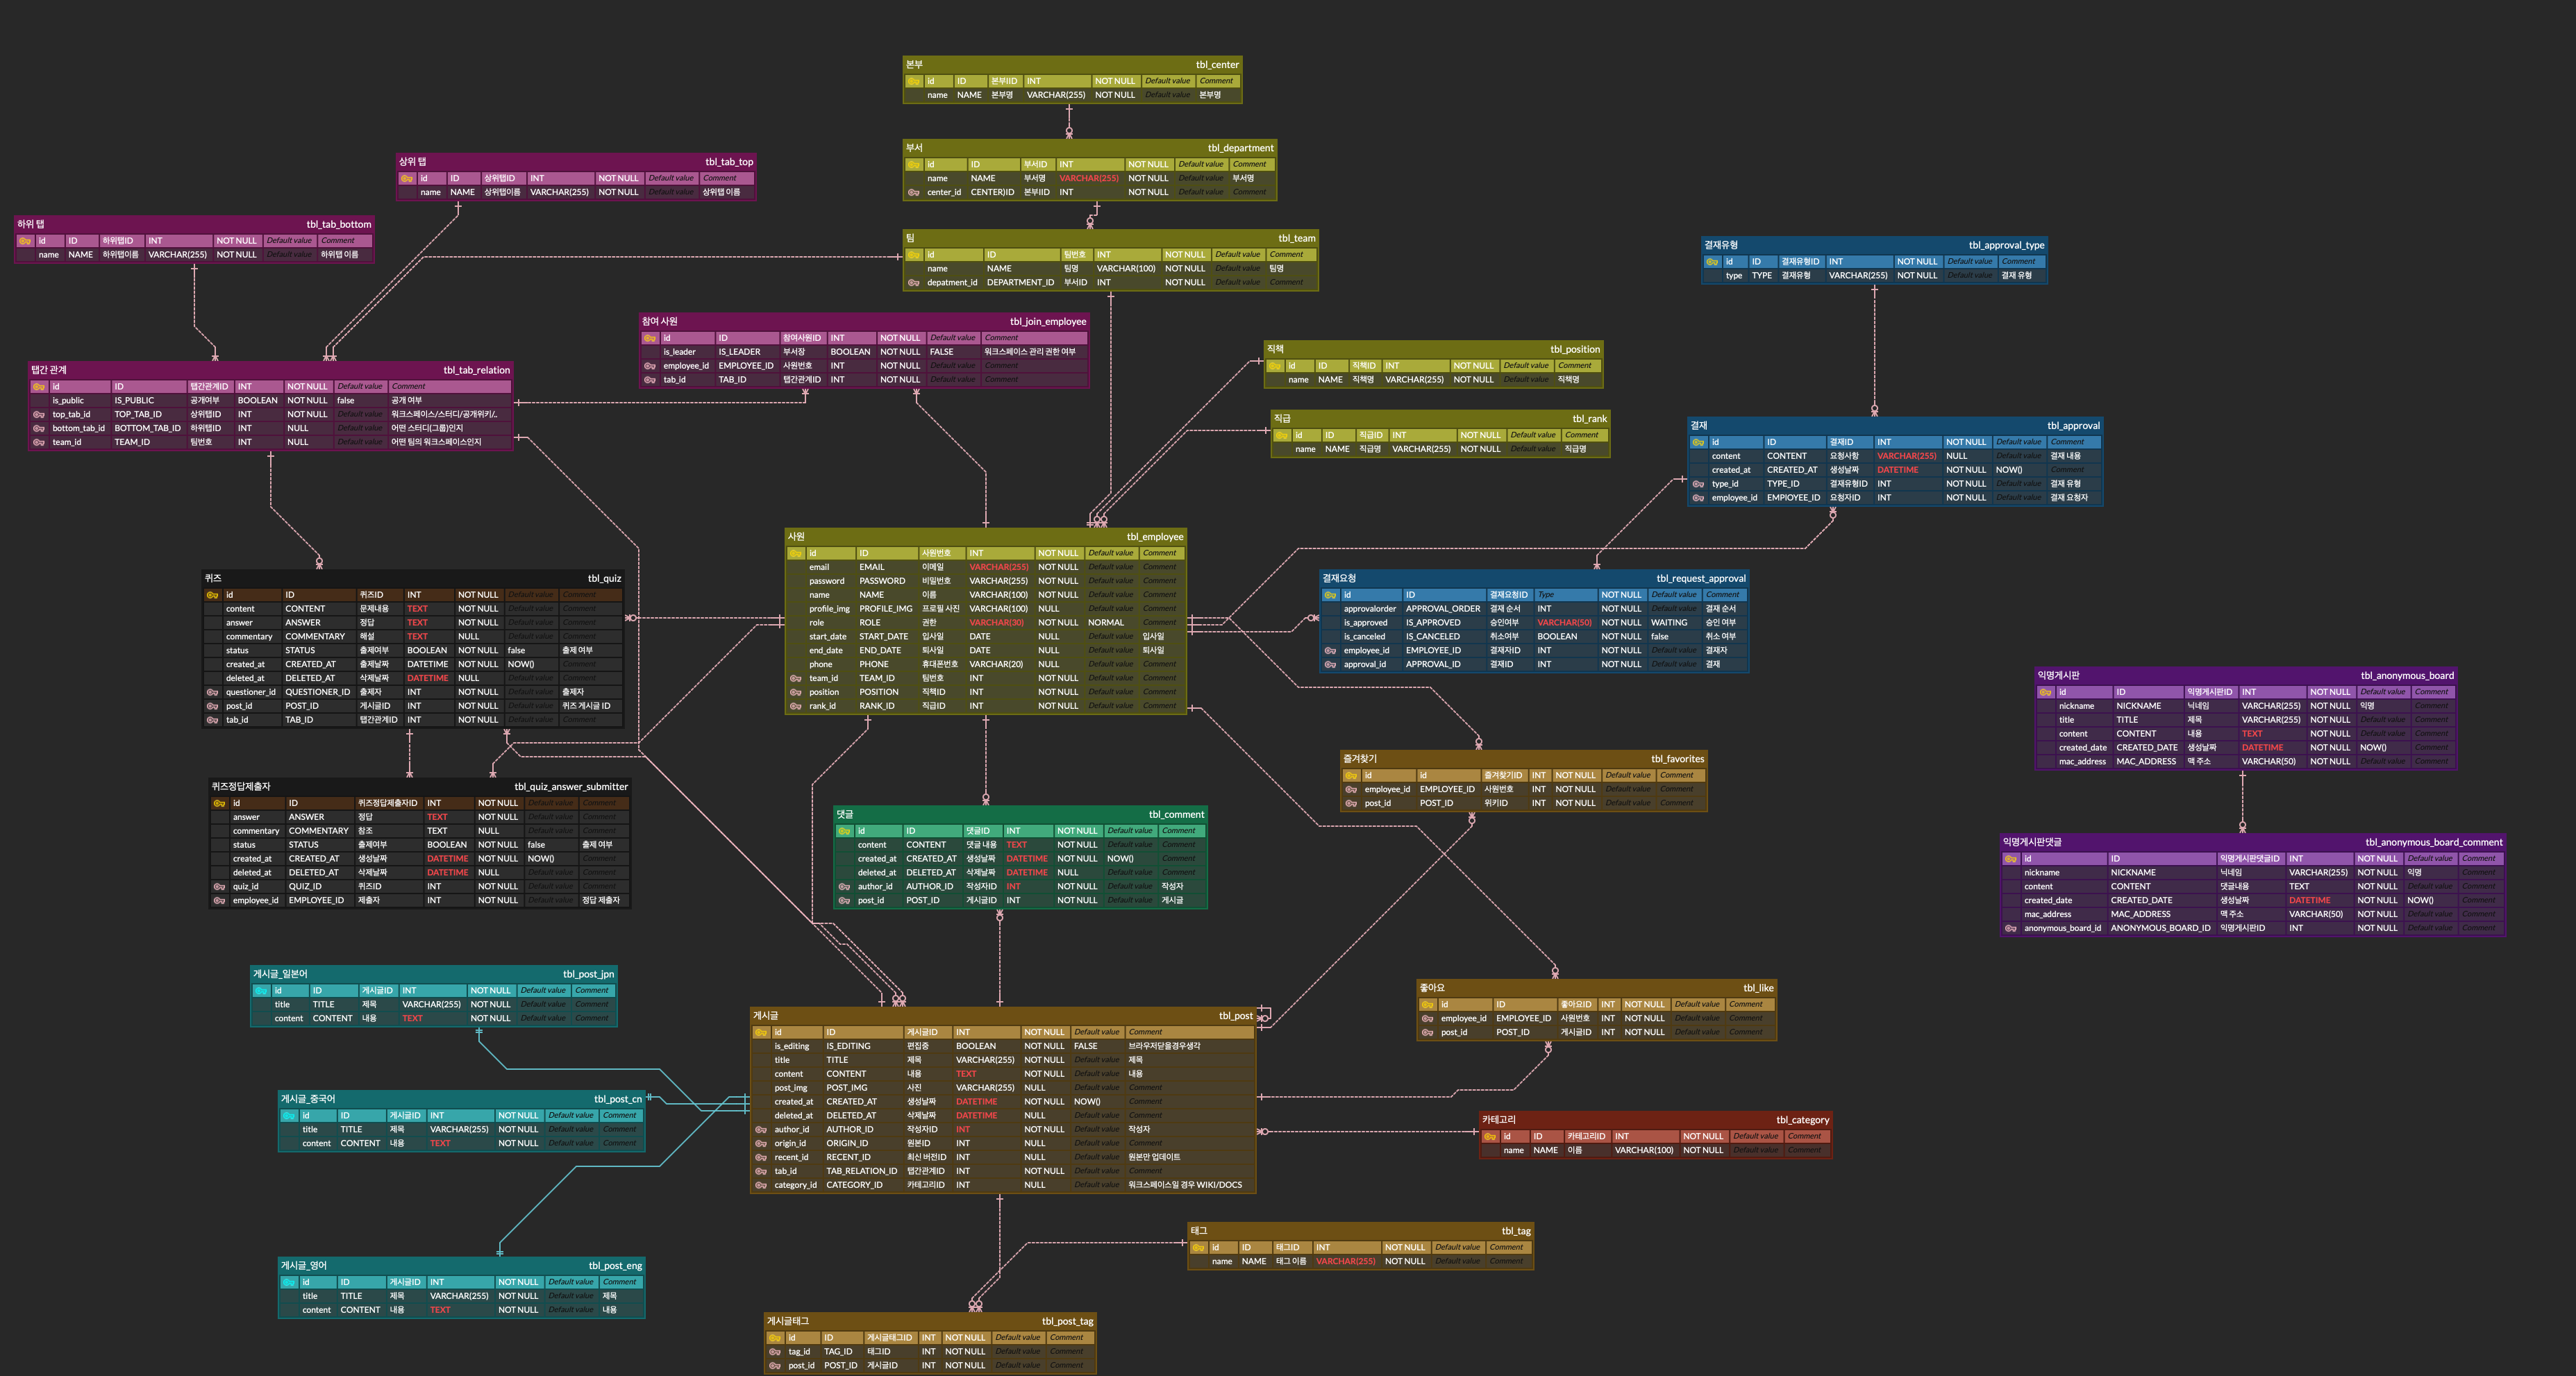 본부 tbl_center
id ID 본부ID INT NOT NULL Default value Comment
name NAME 본부명 VARCHAR(255) NOT NULL Default value 본부명
부서 tbl_department
id ID 부서ID INT NOT NULL Default value Comment
name NAME 부서명 VARCHAR(255) NOT NULL Default value 부서명
center_id CENTER)ID 본부ID INT NOT NULL Default value Comment
상위 탭 tbl_tab_top
id ID 상위탭ID INT NOT NULL Default value Comment
name NAME 상위탭이름 VARCHAR(255) NOT NULL Default value 상위탭 이름
하위 탭 tbl_tab_bottom
id ID 하위탭ID INT NOT NULL Default value Comment
name NAME 하위탭이름 VARCHAR(255) NOT NULL Default value 하위탭 이름
팀 tbl_team
id ID 팀번호 INT NOT NULL Default value Comment
name NAME 팀명 VARCHAR(100) NOT NULL Default value 팀명
depatment_id DEPARTMENT_ID 부서ID INT NOT NULL Default value Comment
결재유형 tbl_approval_type
id ID 결재유형ID INT NOT NULL Default value Comment
type TYPE 결재유형 VARCHAR(255) NOT NULL Default value 결재 유형
참여 사원 tbl_join_employee
id ID 참여사원ID INT NOT NULL Default value Comment
is_leader IS_LEADER 부서장 BOOLEAN NOT NULL FALSE 워크스페이스 관리 권한 여부
employee_id EMPLOYEE_ID 사원번호 INT NOT NULL Default value Comment
tab_id TAB_ID 탭간관계ID INT NOT NULL Default value Comment
직책 tbl_position
id ID 직책ID INT NOT NULL Default value Comment
name NAME 직책명 VARCHAR(255) NOT NULL Default value 직책명
탭간 관계 tbl_tab_relation
id ID 탭간관계ID INT NOT NULL Default value Comment
is_public IS_PUBLIC 공개여부 BOOLEAN NOT NULL false 공개 여부
top_tab_id TOP_TAB_ID 상위탭ID INT NOT NULL Default value 워크스페이스/스터디/공개위키/..
bottom_tab_id BOTTOM_TAB_ID 하위탭ID INT NULL Default value 어떤 스터디(그룹)인지
team_id TEAM_ID 팀번호 INT NULL Default value 어떤 팀의 워크스페이스인지
직급 tbl_rank
id ID 직급ID INT NOT NULL Default value Comment
name NAME 직급명 VARCHAR(255) NOT NULL Default value 직급명
결재 tbl_approval
id ID 결재ID INT NOT NULL Default value Comment
content CONTENT 요청사항 VARCHAR(255) NULL Default value 결재 내용
created_at CREATED_AT 생성날짜 DATETIME NOT NULL NOW() Comment
type_id TYPE_ID 결재유형ID INT NOT NULL Default value 결재 유형
employee_id EMPlOYEE_ID 요청자ID INT NOT NULL Default value 결재 요청자
사원 tbl_employee
id ID 사원번호 INT NOT NULL Default value Comment
email EMAIL 이메일 VARCHAR(255) NOT NULL Default value Comment
password PASSWORD 비밀번호 VARCHAR(255) NOT NULL Default value Comment
name NAME 이름 VARCHAR(100) NOT NULL Default value Comment
profile_img PROFILE_IMG 프로필 사진 VARCHAR(100) NULL Default value Comment
role ROLE 권한 VARCHAR(30) NOT NULL NORMAL Comment
start_date START_DATE 입사일 DATE NULL Default value 입사일
end_date END_DATE 퇴사일 DATE NULL Default value 퇴사일
phone PHONE 휴대폰번호 VARCHAR(20) NULL Default value Comment
team_id TEAM_ID 팀번호 INT NOT NULL Default value Comment
position POSITION 직책ID INT NOT NULL Default value Comment
rank_id RANK_ID 직급ID INT NOT NULL Default value Comment
퀴즈 tbl_quiz
id ID 퀴즈ID INT NOT NULL Default value Comment
content CONTENT 문제내용 TEXT NOT NULL Default value Comment
answer ANSWER 정답 TEXT NOT NULL Default value Comment
commentary COMMENTARY 해설 TEXT NULL Default value Comment
status STATUS 출제여부 BOOLEAN NOT NULL false 출제 여부
created_at CREATED_AT 출제날짜 DATETIME NOT NULL NOW() Comment
deleted_at DELETED_AT 삭제날짜 DATETIME NULL Default value Comment
questioner_id QUESTIONER_ID 출제자 INT NOT NULL Default value 출제자
post_id POST_ID 게시글ID INT NOT NULL Default value 퀴즈 게시글 ID
tab_id TAB_ID 탭간관계ID INT NOT NULL Default value Comment
결재요청 tbl_request_approval
id ID 결재요청ID Type NOT NULL Default value Comment
approvalorder APPROVAL_ORDER 결재 순서 INT NOT NULL Default value 결재 순서
is_approved IS_APPROVED 승인여부 VARCHAR(50) NOT NULL WAITING 승인 여부
is_canceled IS_CANCELED 취소여부 BOOLEAN NOT NULL false 취소 여부
employee_id EMPLOYEE_ID 결재자ID INT NOT NULL Default value 결재자
approval_id APPROVAL_ID 결재ID INT NOT NULL Default value 결재
익명게시판 tbl_anonymous_board
id ID 익명게시판ID INT NOT NULL Default value Comment
nickname NICKNAME 닉네임 VARCHAR(255) NOT NULL 익명 Comment
title TITLE 제목 VARCHAR(255) NOT NULL Default value Comment
content CONTENT 내용 TEXT NOT NULL Default value Comment
created_date CREATED_DATE 생성날짜 DATETIME NOT NULL NOW() Comment
mac_address MAC_ADDRESS 맥 주소 VARCHAR(50) NOT NULL Default value Comment
퀴즈정답제출자 tbl_quiz_answer_submitter
id ID 퀴즈정답제출자ID INT NOT NULL Default value Comment
answer ANSWER 정답 TEXT NOT NULL Default value Comment
commentary COMMENTARY 참조 TEXT NULL Default value Comment
status STATUS 출제여부 BOOLEAN NOT NULL false 출제 여부
created_at CREATED_AT 생성날짜 DATETIME NOT NULL NOW() Comment
deleted_at DELETED_AT 삭제날짜 DATETIME NULL Default value Comment
quiz_id QUIZ_ID 퀴즈ID INT NOT NULL Default value Comment
employee_id EMPLOYEE_ID 제출자 INT NOT NULL Default value 정답 제출자
즐겨찾기 tbl_favorites
id id 즐겨찾기ID INT NOT NULL Default value Comment
employee_id EMPLOYEE_ID 사원번호 INT NOT NULL Default value Comment
post_id POST_ID 위키ID INT NOT NULL Default value Comment
댓글 tbl_comment
id ID 댓글ID INT NOT NULL Default value Comment
content CONTENT 댓글 내용 TEXT NOT NULL Default value Comment
created_at CREATED_AT 생성날짜 DATETIME NOT NULL NOW() Comment
deleted_at DELETED_AT 삭제날짜 DATETIME NULL Default value Comment
author_id AUTHOR_ID 작성자ID INT NOT NULL Default value 작성자
post_id POST_ID 게시글ID INT NOT NULL Default value 게시글
익명게시판댓글 tbl_anonymous_board_comment
id ID 익명게시판댓글ID INT NOT NULL Default value Comment
nickname NICKNAME 닉네임 VARCHAR(255) NOT NULL 익명 Comment
content CONTENT 댓글내용 TEXT NOT NULL Default value Comment
created_date CREATED_DATE 생성날짜 DATETIME NOT NULL NOW() Comment
mac_address MAC_ADDRESS 맥 주소 VARCHAR(50) NOT NULL Default value Comment
anonymous_board_id ANONYMOUS_BOARD_ID 익명게시판ID INT NOT NULL Default value Comment
게시글_일본어 tbl_post_jpn
id ID 게시글ID INT NOT NULL Default value Comment
title TITLE 제목 VARCHAR(255) NOT NULL Default value Comment
content CONTENT 내용 TEXT NOT NULL Default value Comment
좋아요 tbl_like
id ID 좋아요ID INT NOT NULL Default value Comment
employee_id EMPLOYEE_ID 사원번호 INT NOT NULL Default value Comment
post_id POST_ID 게시글ID INT NOT NULL Default value Comment
게시글 tbl_post
id ID 게시글ID INT NOT NULL Default value Comment
is_editing IS_EDITING 편집중 BOOLEAN NOT NULL FALSE 브라우저닫을경우생각
title TITLE 제목 VARCHAR(255) NOT NULL Default value 제목
content CONTENT 내용 TEXT NOT NULL Default value 내용
post_img POST_IMG 사진 VARCHAR(255) NULL Default value Comment
created_at CREATED_AT 생성날짜 DATETIME NOT NULL NOW() Comment
deleted_at DELETED_AT 삭제날짜 DATETIME NULL Default value Comment
author_id AUTHOR_ID 작성자ID INT NOT NULL Default value 작성자
origin_id ORIGIN_ID 원본ID INT NULL Default value Comment
recent_id RECENT_ID 최신 버전ID INT NULL Default value 원본만 업데이트
tab_id TAB_RELATION_ID 탭간관계ID INT NOT NULL Default value Comment
category_id CATEGORY_ID 카테고리ID INT NULL Default value 워크스페이스일 경우 WIKI/DOCS
게시글_중국어 tbl_post_cn
id ID 게시글ID INT NOT NULL Default value Comment
title TITLE 제목 VARCHAR(255) NOT NULL Default value Comment
content CONTENT 내용 TEXT NOT NULL Default value Comment
카테고리 tbl_category
id ID 카테고리ID INT NOT NULL Default value Comment
name NAME 이름 VARCHAR(100) NOT NULL Default value Comment
태그 tbl_tag
id ID 태그ID INT NOT NULL Default value Comment
name NAME 태그 이름 VARCHAR(255) NOT NULL Default value Comment
게시글_영어 tbl_post_eng
id ID 게시글ID INT NOT NULL Default value Comment
title TITLE 제목 VARCHAR(255) NOT NULL Default value 제목
content CONTENT 내용 TEXT NOT NULL Default value 내용
게시글태그 tbl_post_tag
id ID 게시글태그ID INT NOT NULL Default value Comment
tag_id TAG_ID 태그ID INT NOT NULL Default value Comment
post_id POST_ID 게시글ID INT NOT NULL Default value Comment